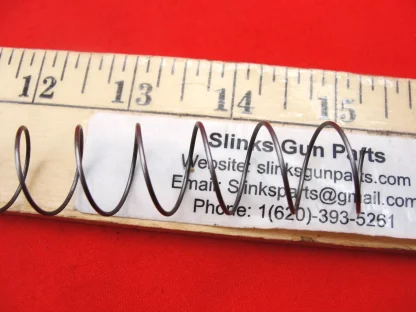 12 13 14 15
Slinks Gun Parts
Website: slinksgunparts.com
Email: Slinksparts@gmail.com
Phone: 1(620)-393-5261